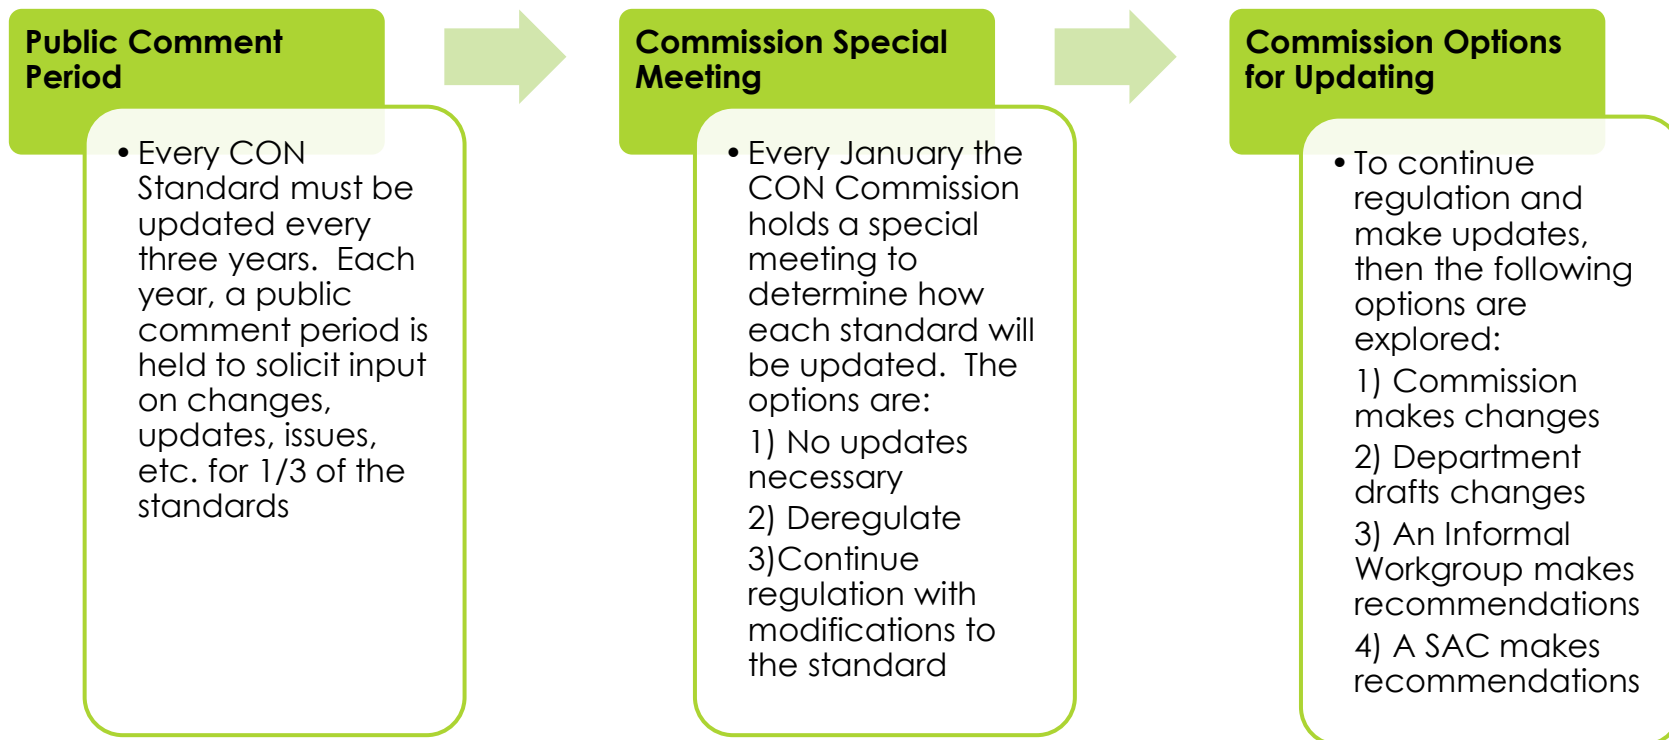 Public Comment
Period
• Every CON
Standard must be
updated every
three years.  Each
year, a public
comment period is
held to solicit input
on changes,
updates, issues,
etc. for 1/3 of the
standards
Commission Special
Meeting
• Every January the
CON Commission
holds a special
meeting to
determine how
each standard will
be updated.  The
options are:
1) No updates
necessary
2) Deregulate
3)Continue
regulation with
modifications to
the standard
Commission Options
for Updating
• To continue
regulation and
make updates,
then the following
options are
explored:
1) Commission
makes changes
2) Department
drafts changes
3) An Informal
Workgroup makes
recommendations
4) A SAC makes
recommendations